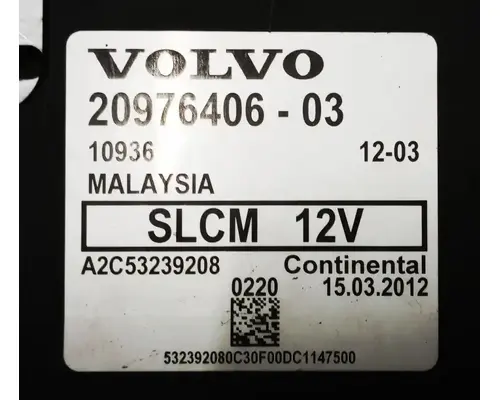 VOLVO
20976406 - 03
10936 12-03
MALAYSIA
SLCM 12V
A2C53239208 Continental
0220 15.03.2012
532392080C30F00DC1147500